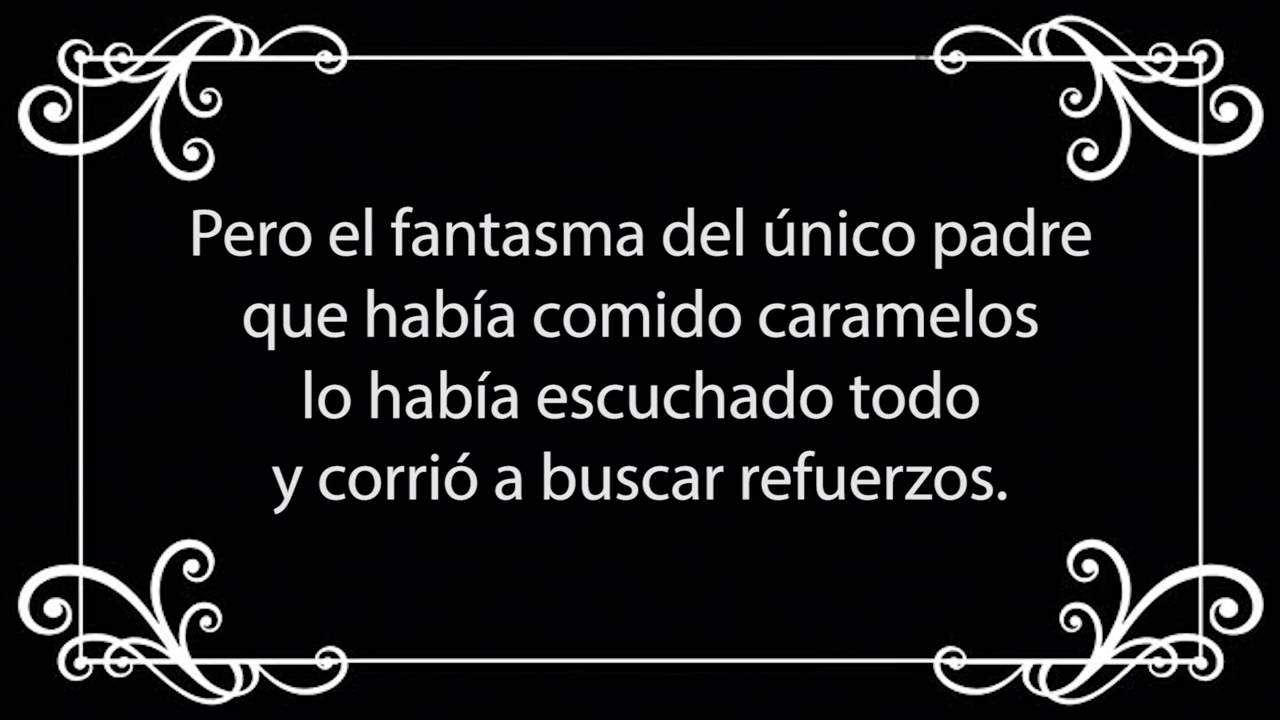 Pero el fantasma del único padre
que había comido caramelos
lo había escuchado todo
y corrió a buscar refuerzos.